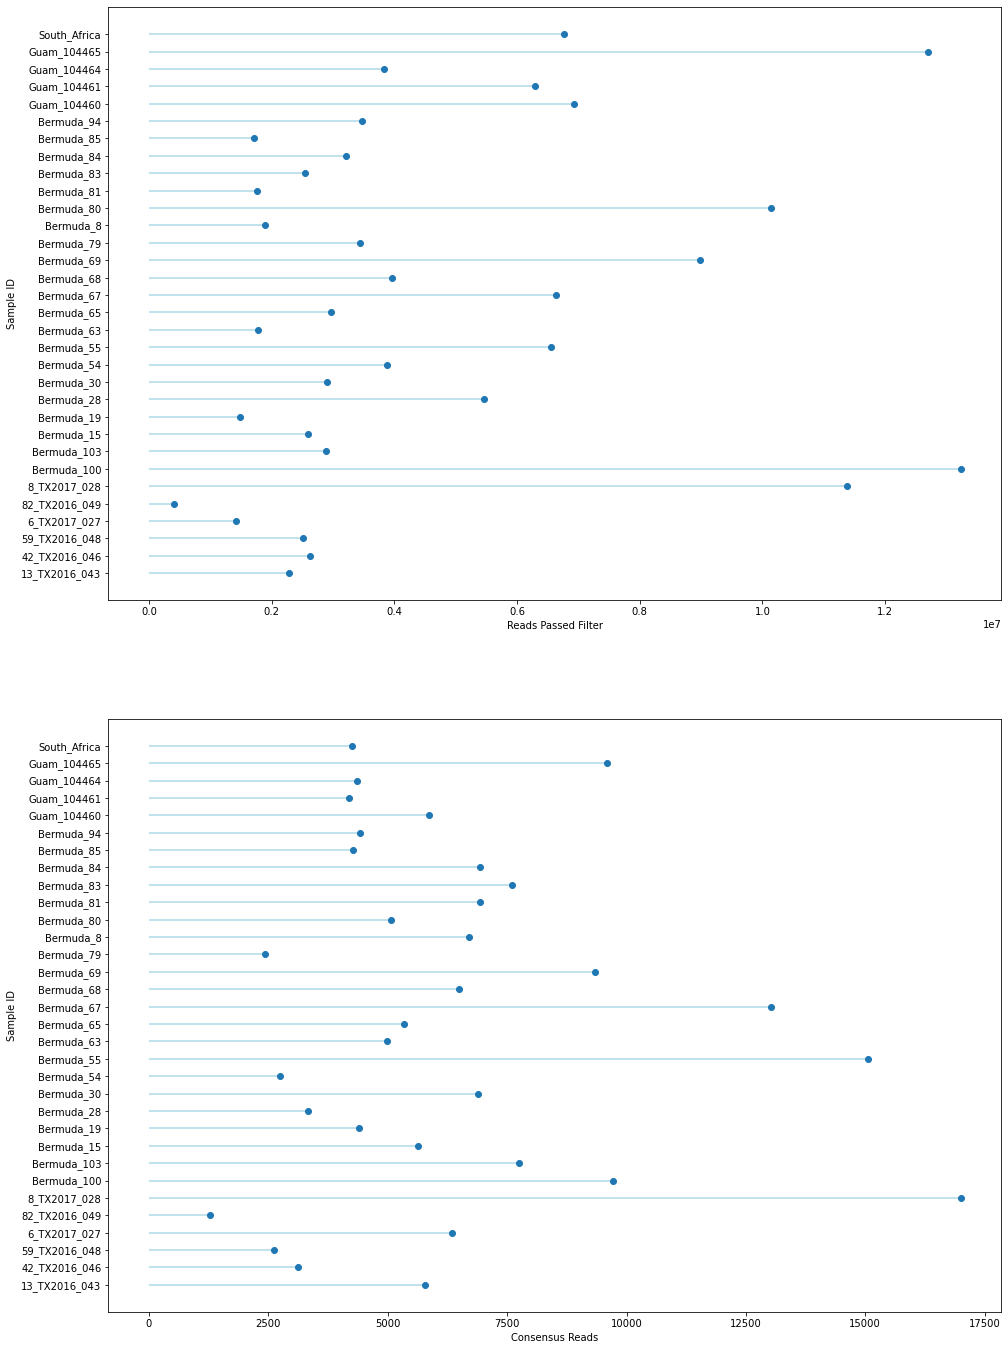 South_Africa
Guam_104465
Guam_104464
Guam_104461
Guam_104460
Bermuda_94
Bermuda_85
Bermuda_84
Bermuda_83
Bermuda_81
Bermuda_80
Bermuda_8
Bermuda_79
Bermuda_69
Bermuda_68
Bermuda_67
Bermuda_65
Bermuda_63
Bermuda_55
Bermuda_54
Bermuda_30
Bermuda_28
Bermuda_19
Bermuda_15
Bermuda_103
Bermuda_100
8_TX2017_028
82_TX2016_049
6_TX2017_027
59_TX2016_048
42_TX2016_046
13_TX2016_043
Sample ID
0.0 0.2 0.4 0.6 0.8 1.0 1.2
1e7
Reads Passed Filter
South_Africa
Guam_104465
Guam_104464
Guam_104461
Guam_104460
Bermuda_94
Bermuda_85
Bermuda_84
Bermuda_83
Bermuda_81
Bermuda_80
Bermuda_8
Bermuda_79
Bermuda_69
Bermuda_68
Bermuda_67
Bermuda_65
Bermuda_63
Bermuda_55
Bermuda_54
Bermuda_30
Bermuda_28
Bermuda_19
Bermuda_15
Bermuda_103
Bermuda_100
8_TX2017_028
82_TX2016_049
6_TX2017_027
59_TX2016_048
42_TX2016_046
13_TX2016_043
Sample ID
0 2500 5000 7500 10000 12500 15000 17500
Consensus Reads